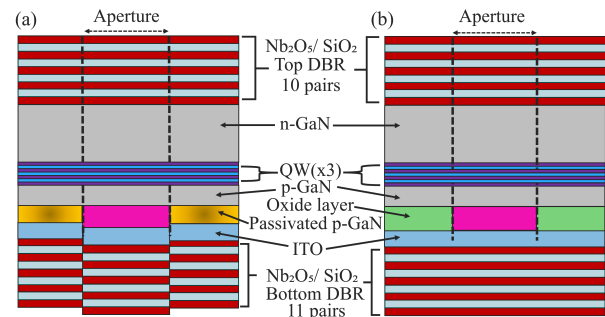 (a)
Aperture
(b)
Aperture
Nb₂O₅/ SiO₂
Top DBR
10 pairs
n-GaN
QW(x3)
p-GaN
Oxide layer
Passivated p-GaN
ITO
Nb₂O₅/ SiO₂
Bottom DBR
11 pairs